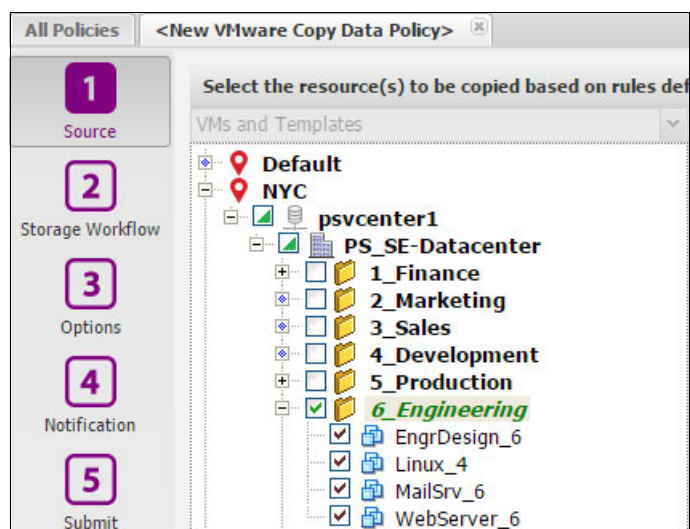 All Policies
<New VMware Copy Data Policy>
1
Source
2
Storage Workflow
3
Options
4
Notification
5
Submit
Select the resource(s) to be copied based on rules def
VMs and Templates
Default
NYC
psvcenter1
PS_SE-Datacenter
1_Finance
2_Marketing
3_Sales
4_Development
5_Production
6_Engineering
EngrDesign_6
Linux_4
MailSrv_6
WebServer_6